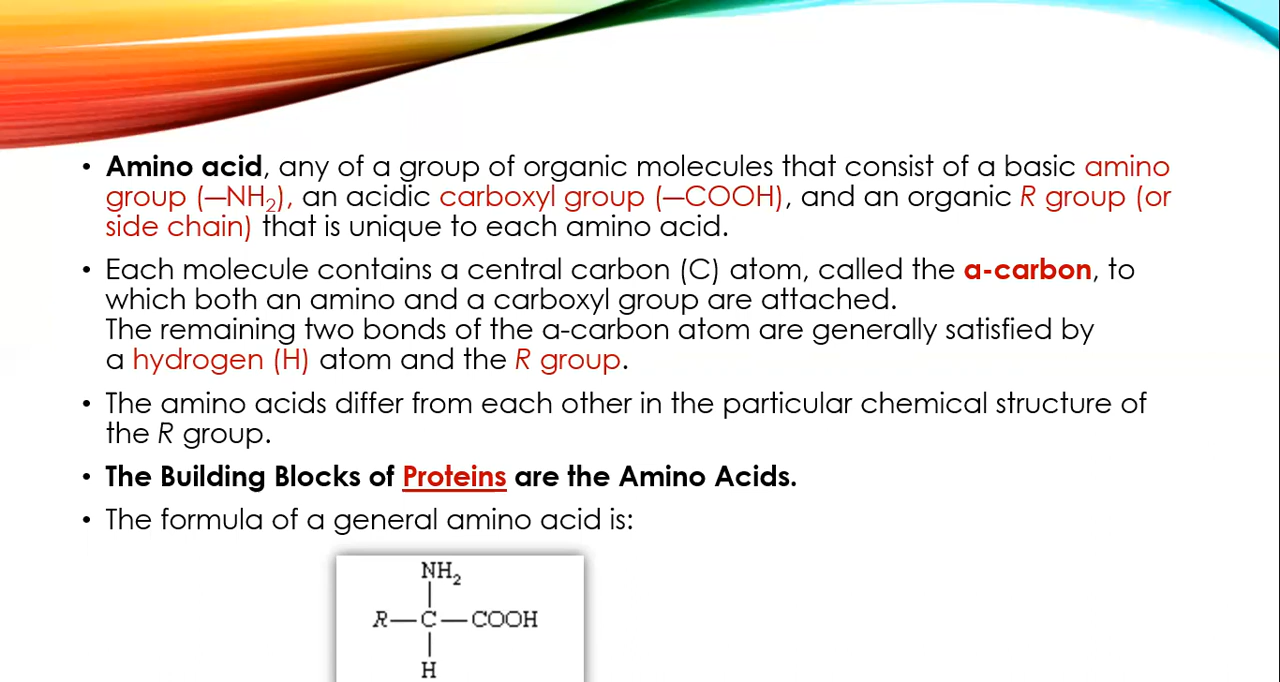 • Amino acid, any of a group of organic molecules that consist of a basic amino
group (—NH₂), an acidic carboxyl group (—COOH), and an organic R group (or
side chain) that is unique to each amino acid.
• Each molecule contains a central carbon (C) atom, called the α-carbon, to
which both an amino and a carboxyl group are attached.
The remaining two bonds of the α-carbon atom are generally satisfied by
a hydrogen (H) atom and the R group.
• The amino acids differ from each other in the particular chemical structure of
the R group.
• The Building Blocks of Proteins are the Amino Acids.
• The formula of a general amino acid is:
NH₂
|
R—C—COOH
|
H